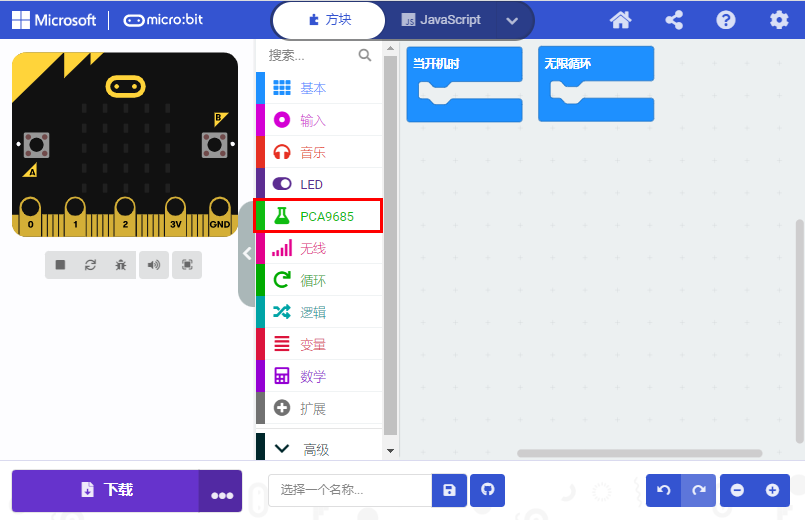 Microsoft
micro:bit
方块
JS JavaScript
搜索...
基本
输入
音乐
LED
PCA9685
无线
循环
逻辑
变量
数学
扩展
高级
当开机时
无限循环
B
A
0 1 2 3V GND
下载
选择一个名称...